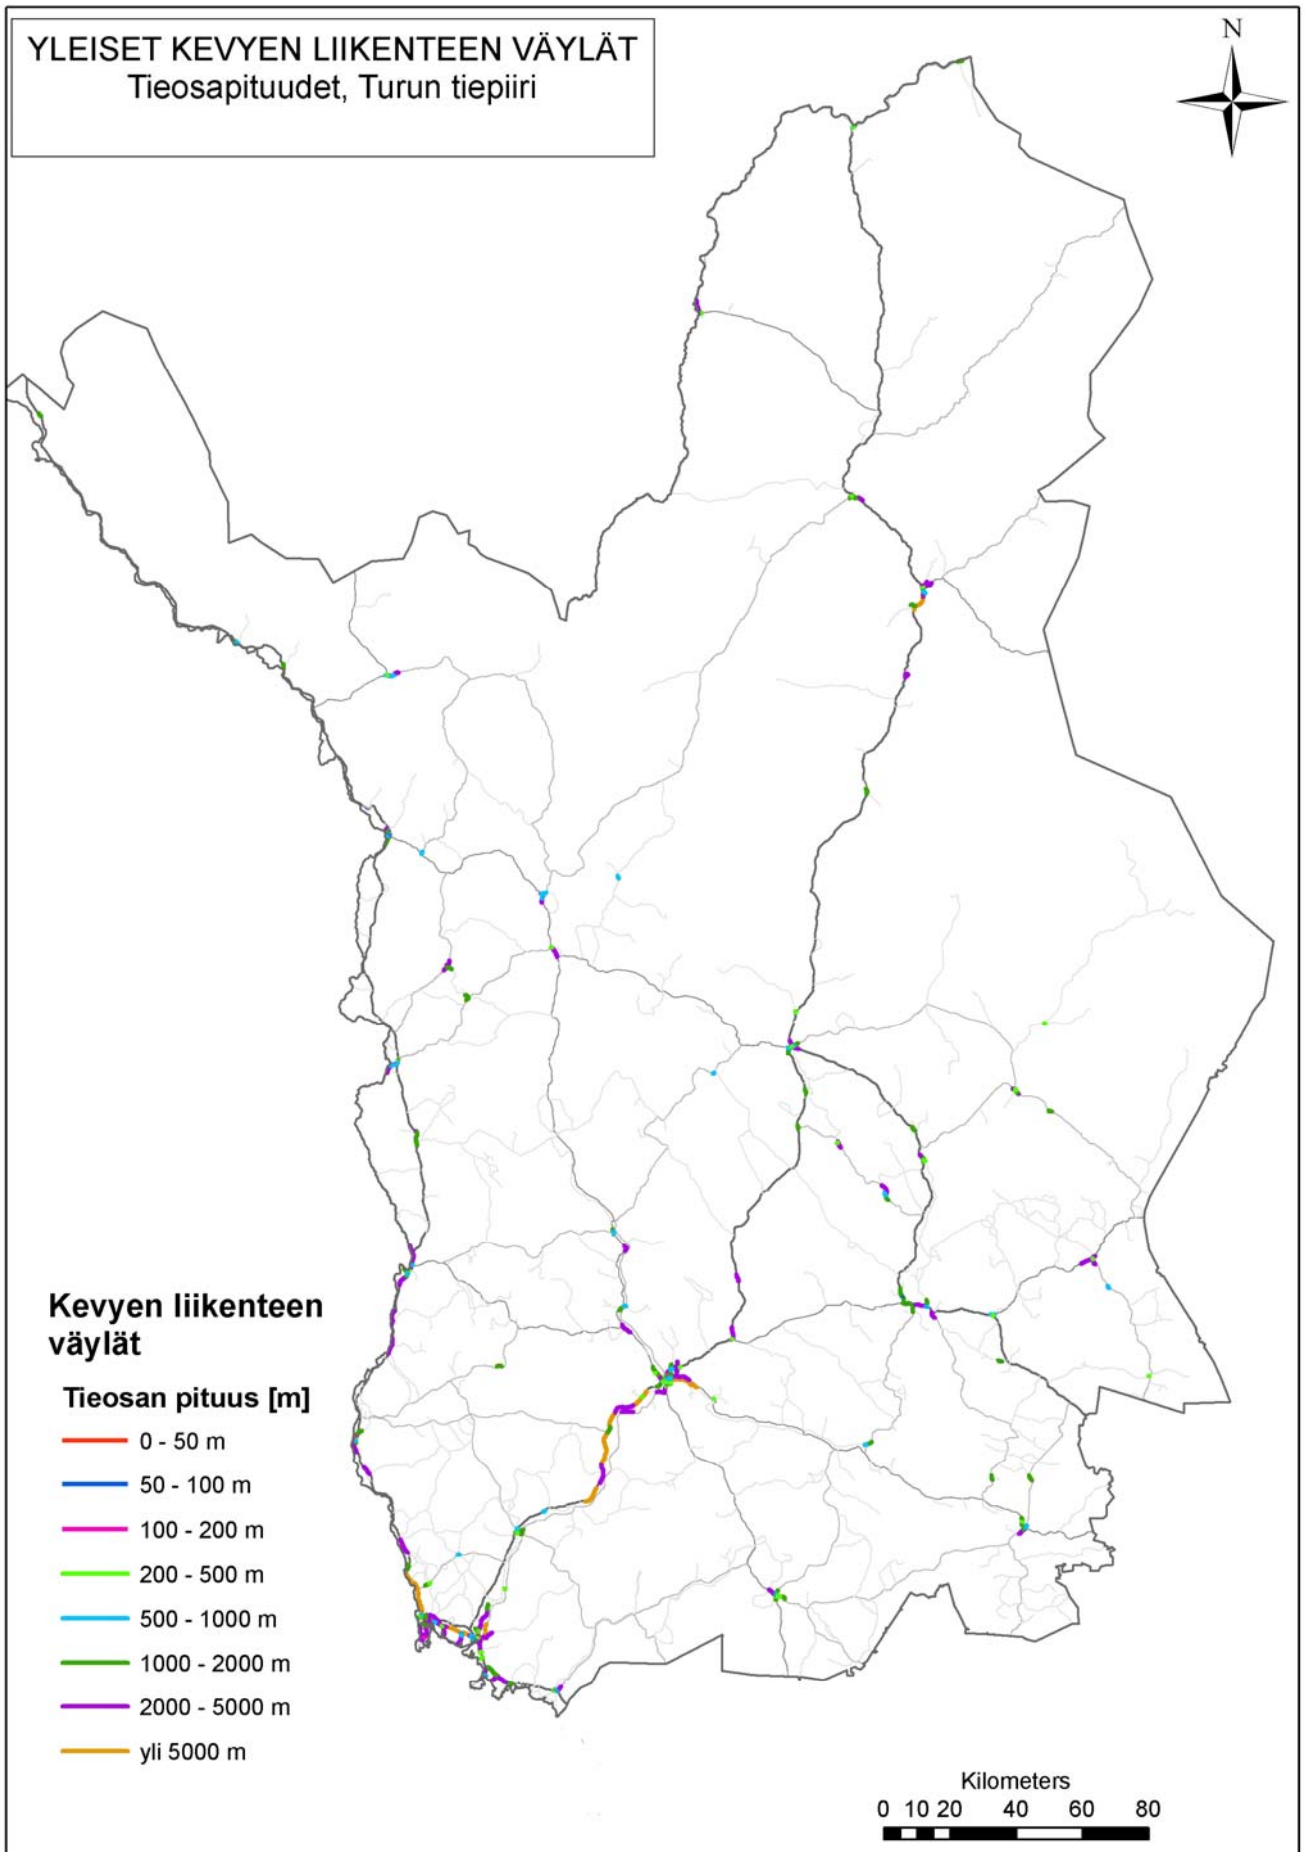 YLEISET KEVYEN LIIKENTEEN VÄYLÄT
Tieosapituudet, Turun tiepiiri
N
Kevyen liikenteen
väylät
Tieosan pituus [m]
0 - 50 m
50 - 100 m
100 - 200 m
200 - 500 m
500 - 1000 m
1000 - 2000 m
2000 - 5000 m
yli 5000 m
Kilometers
0 10 20 40 60 80